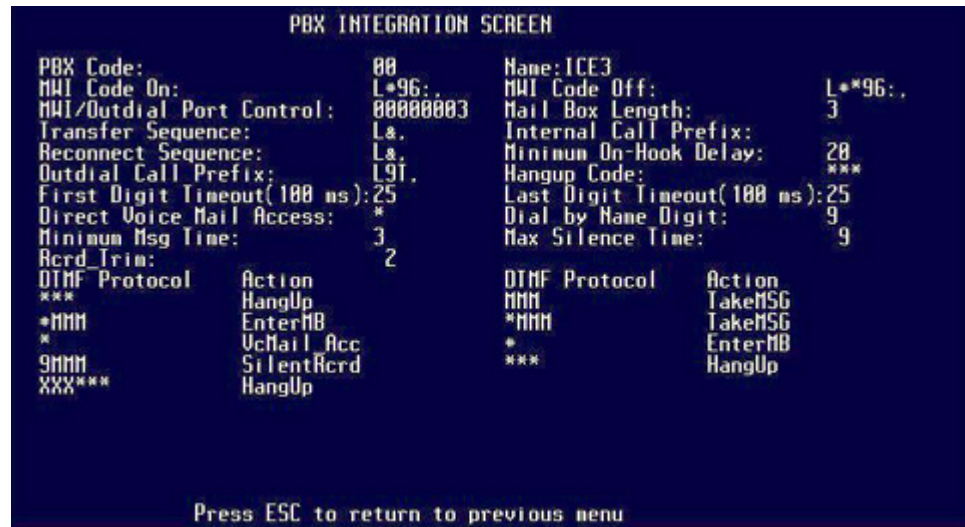 PBX INTEGRATION SCREEN
PBX Code: 00 Name:ICE3
MWI Code On: L*96:, MWI Code Off: L**96:,
MWI/Outdial Port Control: 00000003 Mail Box Length: 3
Transfer Sequence: L&, Internal Call Prefix:
Reconnect Sequence: L&, Minimum On-Hook Delay: 20
Outdial Call Prefix: L9T, Hangup Code: ***
First Digit Timeout(100 ms):25 Last Digit Timeout(100 ms):25
Direct Voice Mail Access: * Dial by Name Digit: 9
Minimum Msg Time: 3 Max Silence Time: 9
Rcrd_Trim: 2
DTMF Protocol Action DTMF Protocol Action
*** HangUp MMM TakeMSG
*MMM EnterMB *MMM TakeMSG
* VcMail_Acc * EnterMB
9MMM SilentRcrd *** HangUp
XXX*** HangUp
Press ESC to return to previous menu